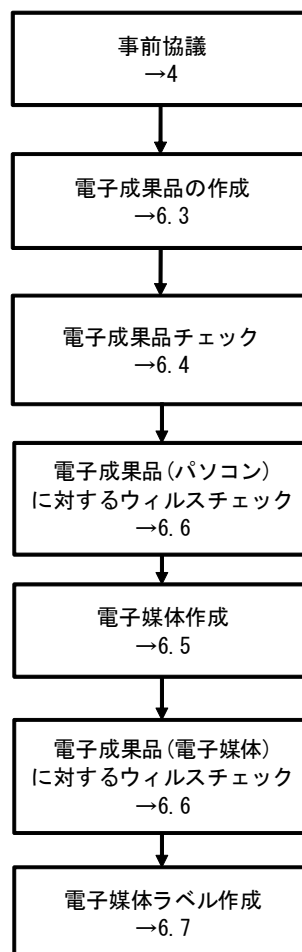 事前協議
→4
電子成果品の作成
→6.3
電子成果品チェック
→6.4
電子成果品(パソコン)
に対するウィルスチェック
→6.6
電子媒体作成
→6.5
電子成果品(電子媒体)
に対するウィルスチェック
→6.6
電子媒体ラベル作成
→6.7